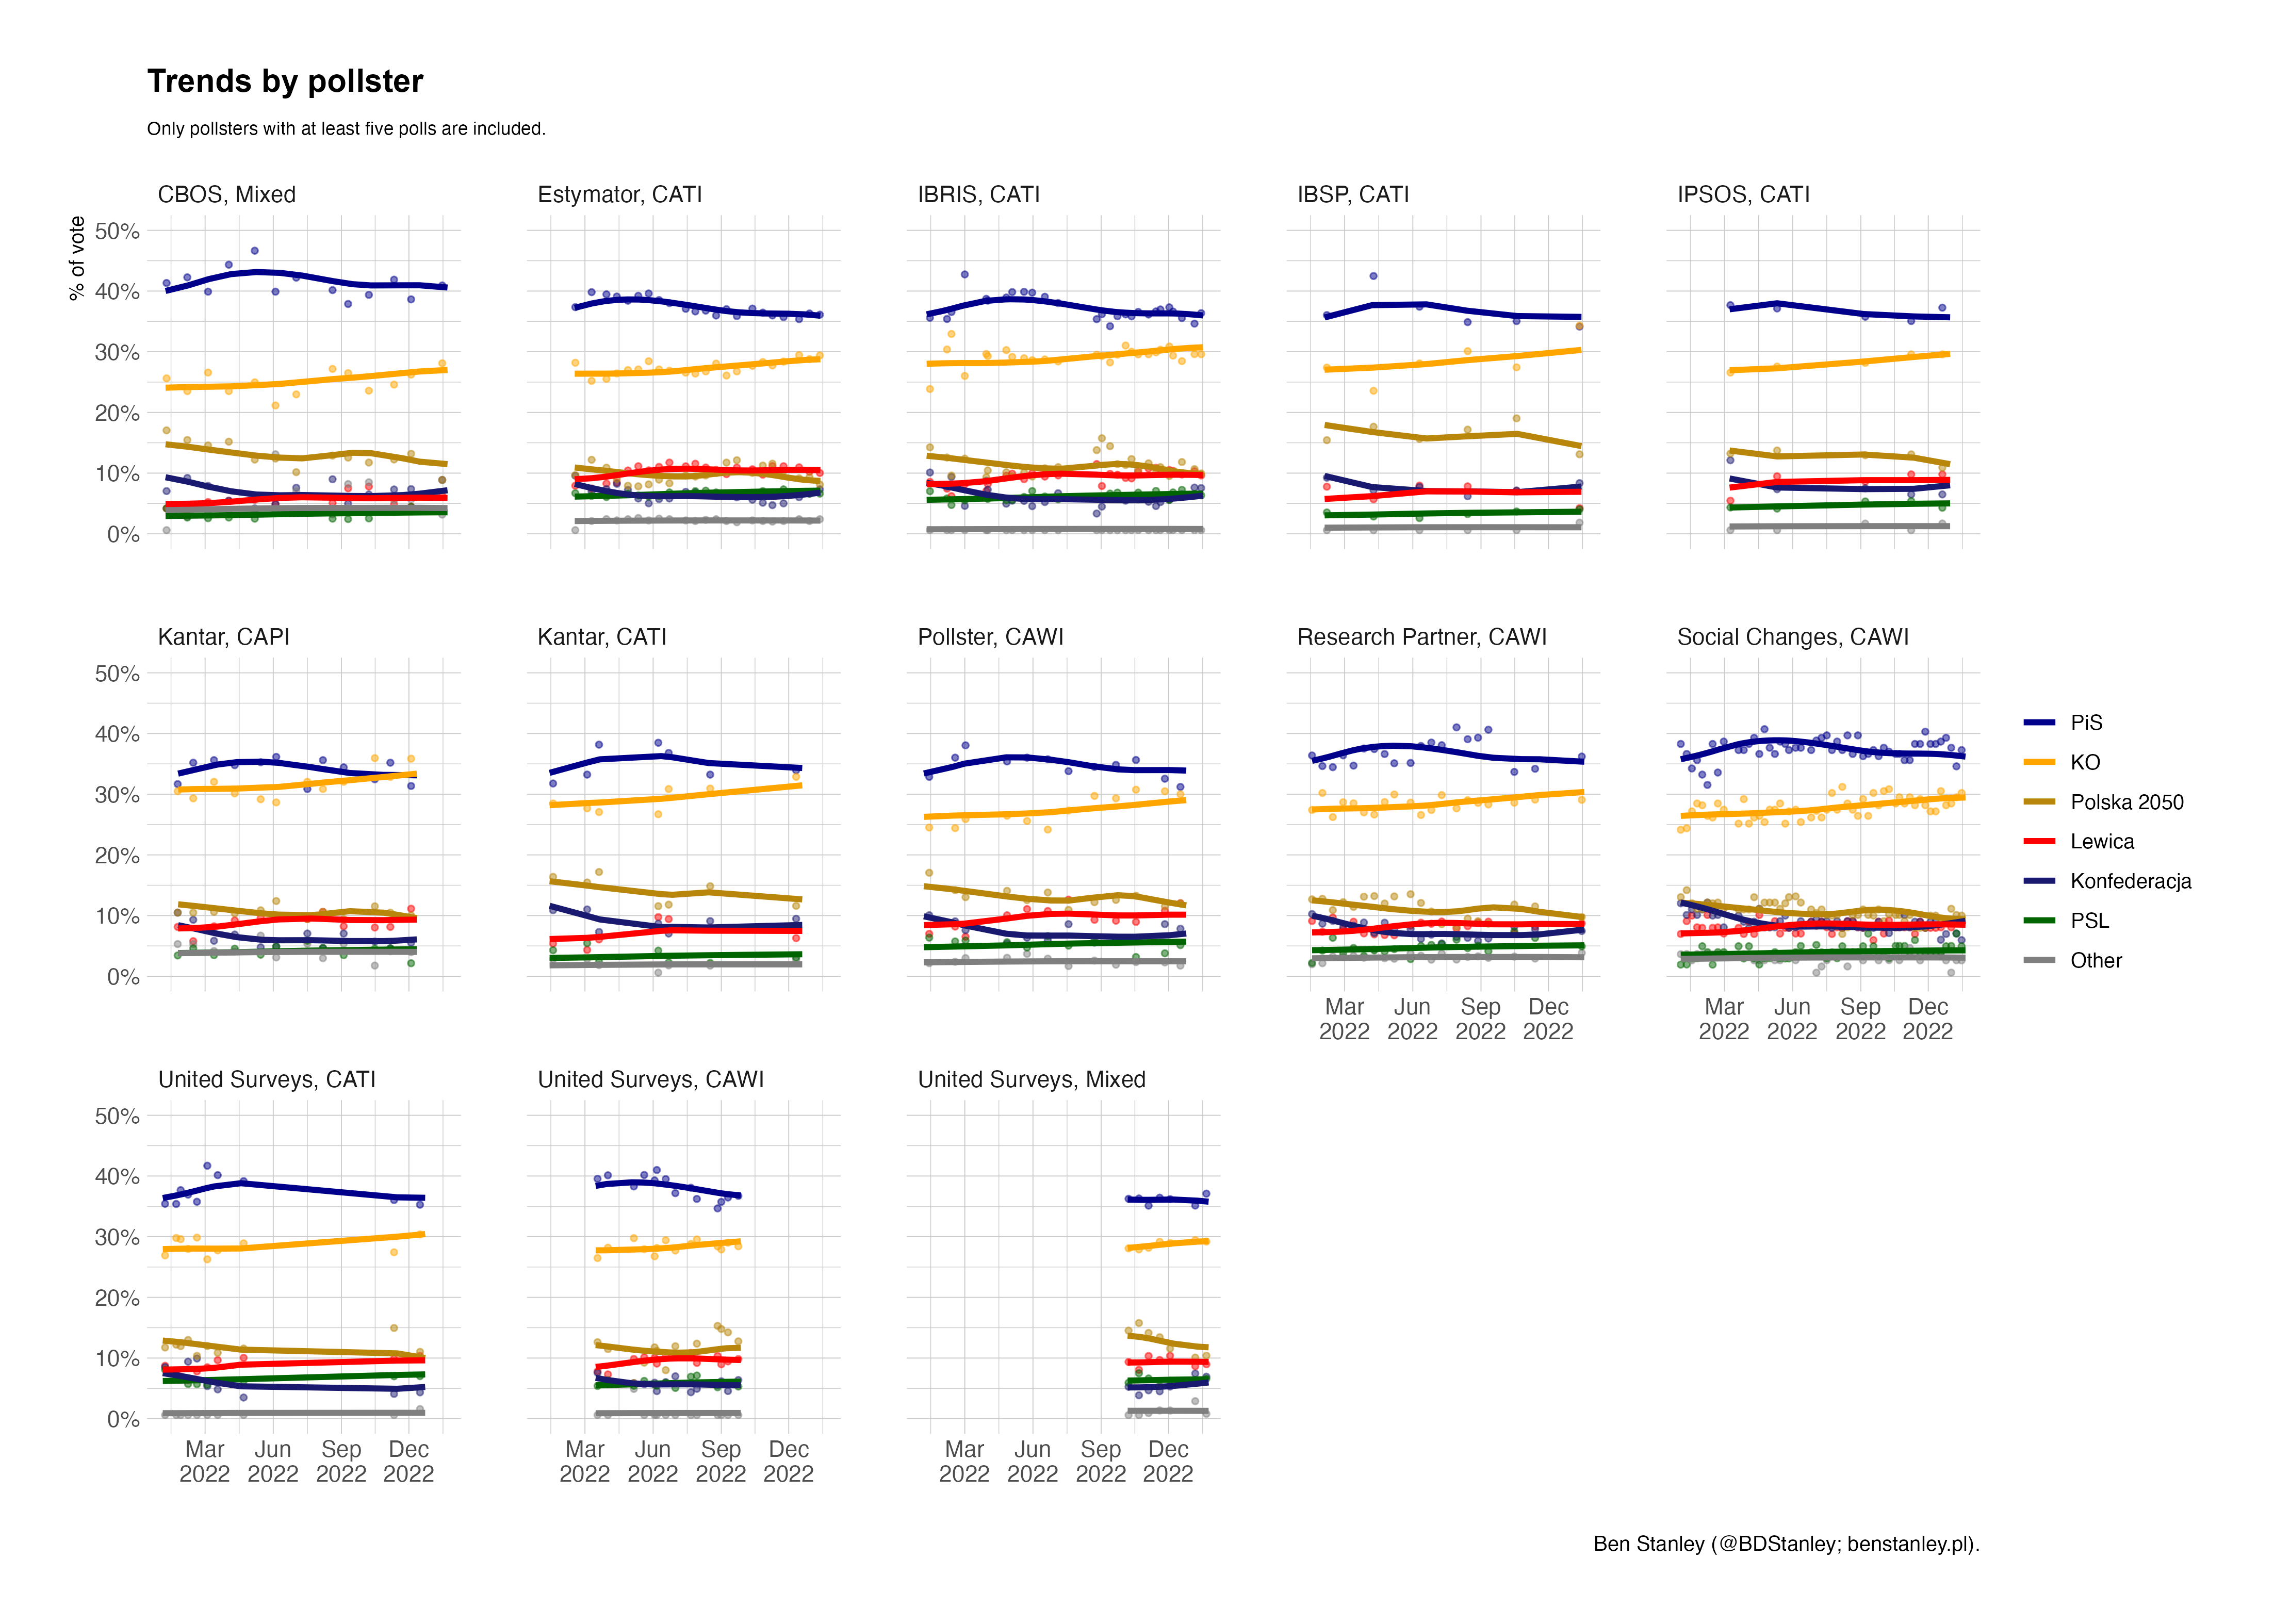 Trends by pollster
Only pollsters with at least five polls are included.
CBOS, Mixed
Estymator, CATI
IBRIS, CATI
IBSP, CATI
IPSOS, CATI
% of vote
50%
40%
30%
20%
10%
0%
Kantar, CAPI
Kantar, CATI
Pollster, CAWI
Research Partner, CAWI
Social Changes, CAWI
50%
40%
30%
20%
10%
0%
Mar Jun Sep Dec
2022 2022 2022 2022
Mar Jun Sep Dec
2022 2022 2022 2022
PiS
KO
Polska 2050
Lewica
Konfederacja
PSL
Other
United Surveys, CATI
United Surveys, CAWI
United Surveys, Mixed
50%
40%
30%
20%
10%
0%
Mar Jun Sep Dec
2022 2022 2022 2022
Mar Jun Sep Dec
2022 2022 2022 2022
Mar Jun Sep Dec
2022 2022 2022 2022
Ben Stanley (@BDStanley; benstanley.pl).